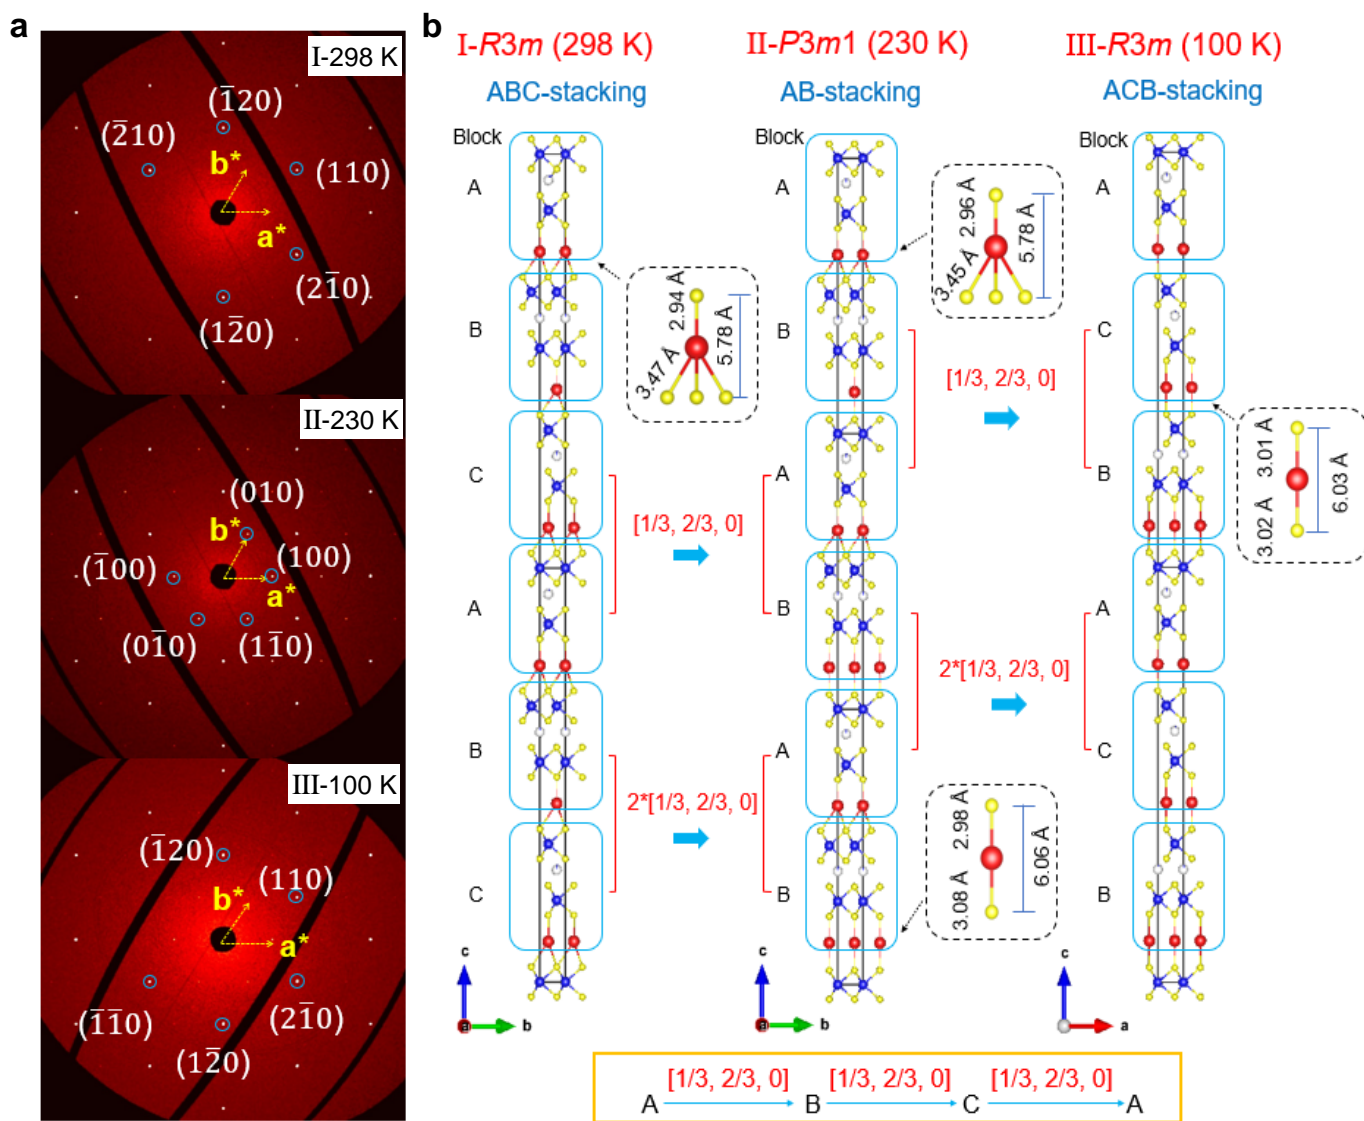 a
I-298 K
(1̅20)
(2̅10)
b*
(110)
a*
(21̅0)
(12̅0)
II-230 K
(010)
b*
(100)
(1̅00)
a*
(01̅0)
(11̅0)
III-100 K
(1̅20)
(110)
b*
a*
(1̅1̅0)
(21̅0)
(12̅0)
b
I-R3m (298 K)
ABC-stacking
Block
A
B
C
A
B
C
2.94 Å
3.47 Å
5.78 Å
[1/3, 2/3, 0]
2*[1/3, 2/3, 0]
c
a
b
II-P3m1 (230 K)
AB-stacking
Block
A
B
A
B
A
B
2.96 Å
3.45 Å
5.78 Å
[1/3, 2/3, 0]
2*[1/3, 2/3, 0]
2.98 Å
3.08 Å
6.06 Å
c
a
b
III-R3m (100 K)
ACB-stacking
Block
A
C
B
A
C
B
3.01 Å
3.02 Å
6.03 Å
c
a
[1/3, 2/3, 0] [1/3, 2/3, 0] [1/3, 2/3, 0]
A B C A